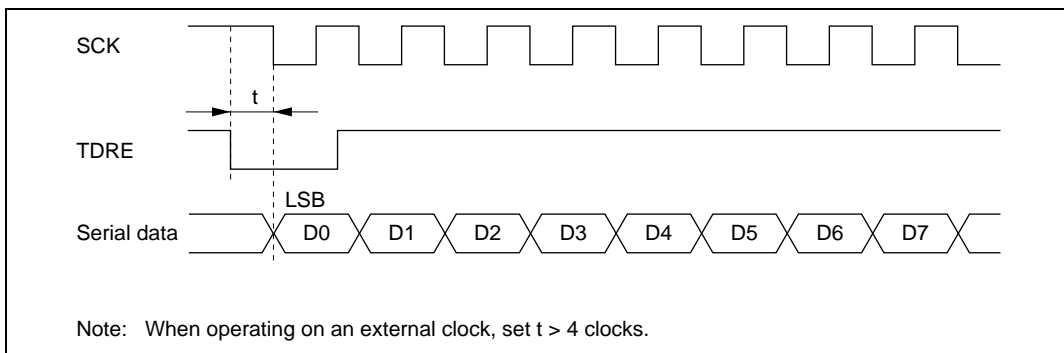 SCK
t
TDRE
LSB
Serial data D0 D1 D2 D3 D4 D5 D6 D7
Note: When operating on an external clock, set t > 4 clocks.